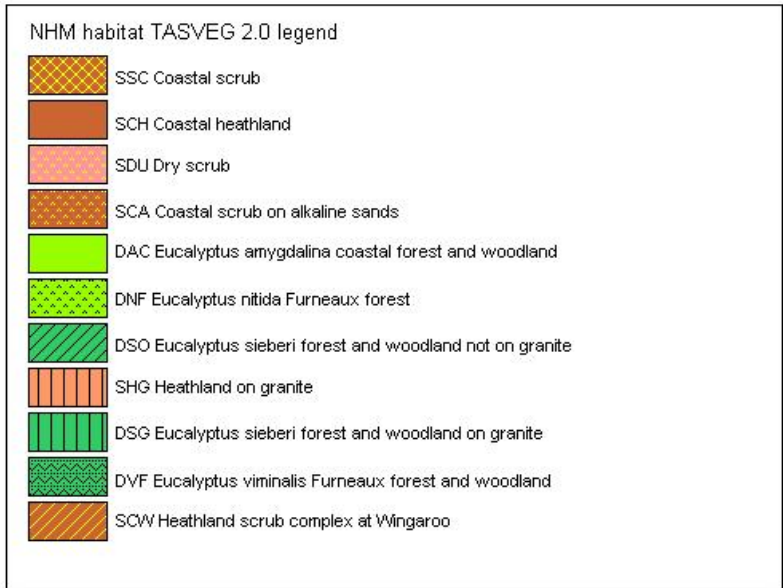 NHM habitat TASVEG 2.0 legend
SSC Coastal scrub
SCH Coastal heathland
SDU Dry scrub
SCA Coastal scrub on alkaline sands
DAC Eucalyptus amygdalina coastal forest and woodland
DNF Eucalyptus nitida Furneaux forest
DSO Eucalyptus sieberi forest and woodland not on granite
SHG Heathland on granite
DSG Eucalyptus sieberi forest and woodland on granite
DVF Eucalyptus viminalis Furneaux forest and woodland
SCW Heathland scrub complex at Wingaroo